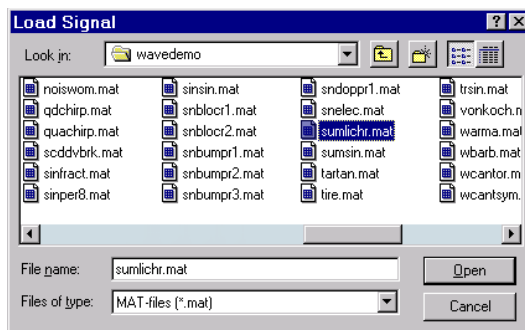 Load Signal
Look in: wavedemo
noiswom.mat sinsin.mat sndoppr1.mat trsin.mat
qdchirp.mat snblocr1.mat snelec.mat vonkoch.n
quachirp.mat snblocr2.mat sumlichr.mat warma.mat
scddvbrk.mat snbumpr1.mat sumsin.mat wbarb.mat
sinfract.mat snbumpr2.mat tartan.mat wcantor.m
sinper8.mat snbumpr3.mat tire.mat wcantsym.
File name: sumlichr.mat Open
Files of type: MAT-files (*.mat) Cancel